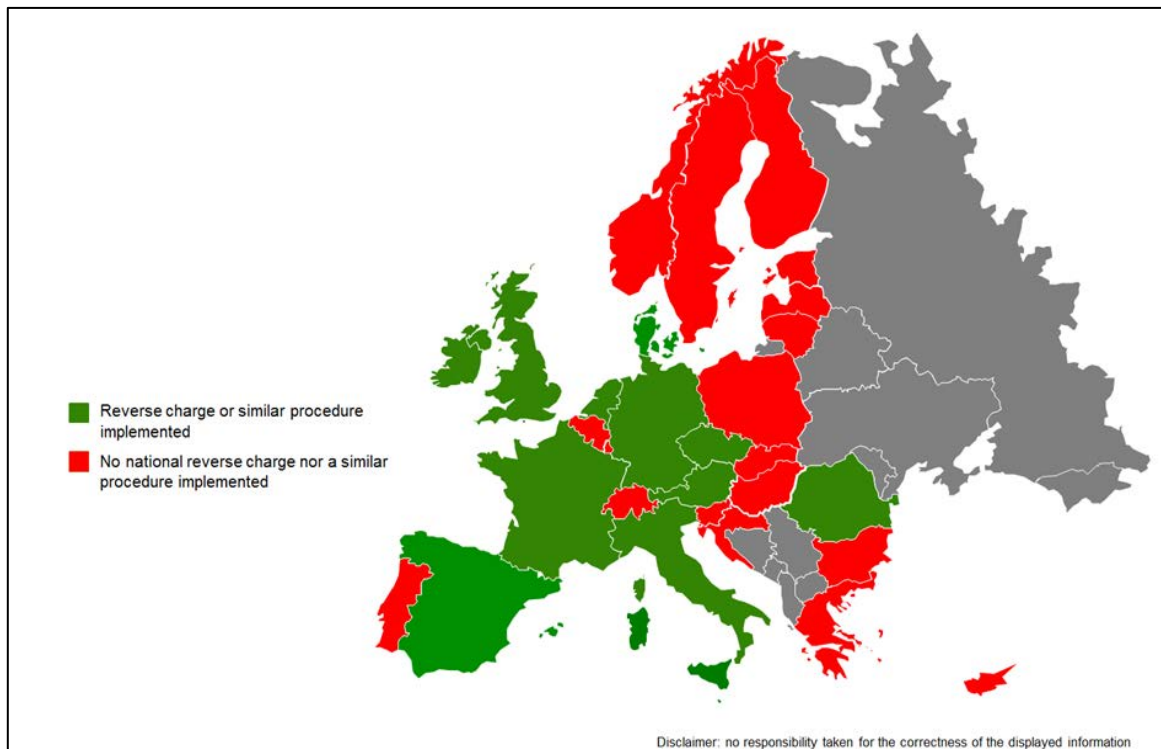 Reverse charge or similar procedure
implemented
No national reverse charge nor a similar
procedure implemented
Disclaimer: no responsibility taken for the correctness of the displayed information